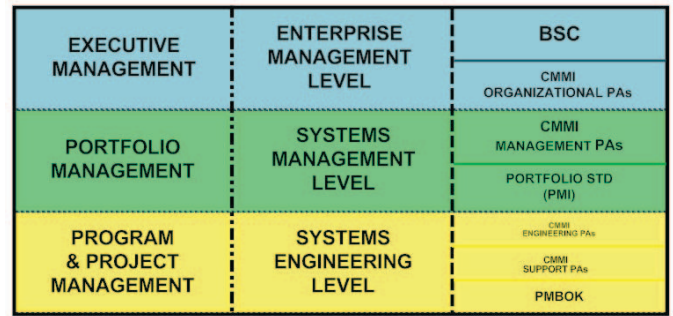 EXECUTIVE
MANAGEMENT
ENTERPRISE
MANAGEMENT
LEVEL
BSC
CMMI
ORGANIZATIONAL PAs
PORTFOLIO
MANAGEMENT
SYSTEMS
MANAGEMENT
LEVEL
CMMI
MANAGEMENT PAs
PORTFOLIO STD
(PMI)
PROGRAM
& PROJECT
MANAGEMENT
SYSTEMS
ENGINEERING
LEVEL
CMMI
ENGINEERING PAs
CMMI
SUPPORT PAs
PMBOK